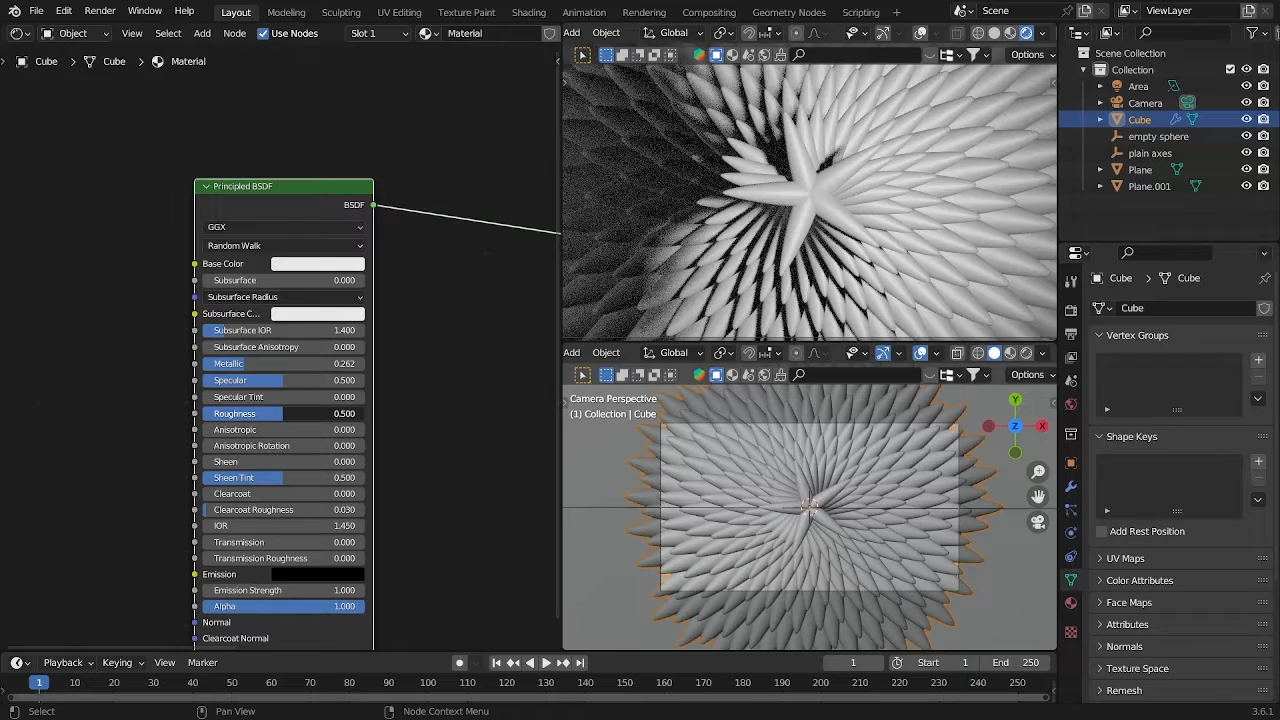 File Edit Render Window Help Layout Modeling Sculpting UV Editing Texture Paint Shading Animation Rendering Compositing Geometry Nodes Scripting + Scene ViewLayer
Object View Select Add Node Use Nodes Slot 1 Material
Add Object Global
Options
Cube Cube Material
Scene Collection
Collection
Area
Camera
Cube
empty sphere
plain axes
Plane
Plane.001
Principled BSDF
BSDF
GGX
Random Walk
Base Color
Subsurface 0.000
Subsurface Radius
Subsurface C...
Subsurface IOR 1.400
Subsurface Anisotropy 0.000
Metallic 0.262
Specular 0.500
Specular Tint 0.000
Roughness 0.500
Anisotropic 0.000
Anisotropic Rotation 0.000
Sheen 0.000
Sheen Tint 0.500
Clearcoat 0.000
Clearcoat Roughness 0.030
IOR 1.450
Transmission 0.000
Transmission Roughness 0.000
Emission
Emission Strength 1.000
Alpha 1.000
Normal
Clearcoat Normal
Add Object Global
Options
Camera Perspective
(1) Collection | Cube
Y
Z X
Cube Cube
Cube
Vertex Groups
Shape Keys
Add Rest Position
UV Maps
Color Attributes
Face Maps
Attributes
Normals
Texture Space
Remesh
Playback Keying View Marker 1 Start 1 End 250
1 10 20 30 40 50 60 70 80 90 100 110 120 130 140 150 160 170 180 190 200 210 220 230 240 250
Select Pan View Node Context Menu 3.6.1